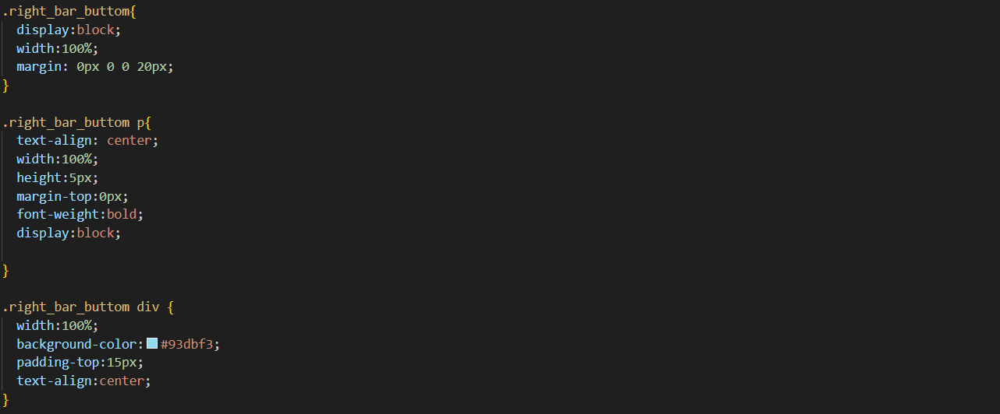 .right_bar_buttom{
display:block;
width:100%;
margin: 0px 0 0 20px;
}
.right_bar_buttom p{
text-align: center;
width:100%;
height:5px;
margin-top:0px;
font-weight:bold;
display:block;
}
.right_bar_buttom div {
width:100%;
background-color:#93dbf3;
padding-top:15px;
text-align:center;
}